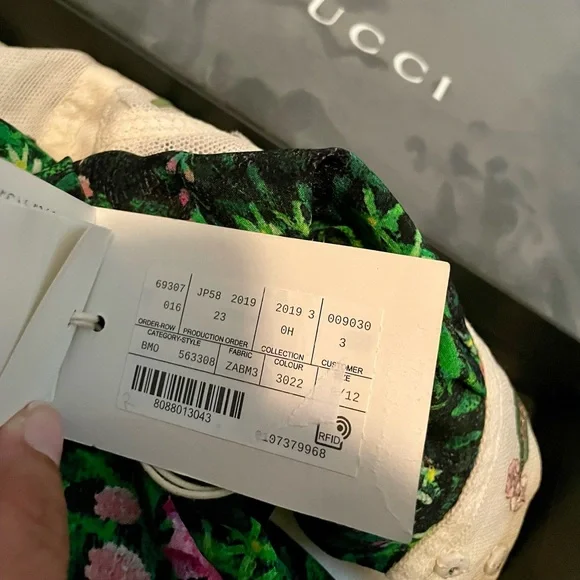 UCCI
69307 JP58 2019 2019 3 009030
016 23 0H 3
ORDER-ROW PRODUCTION ORDER COLLECTION CUSTOMER
CATEGORY-STYLE FABRIC COLOUR
BMO 563308 ZABM3 3022 /12
8088013043
07379968
RFID